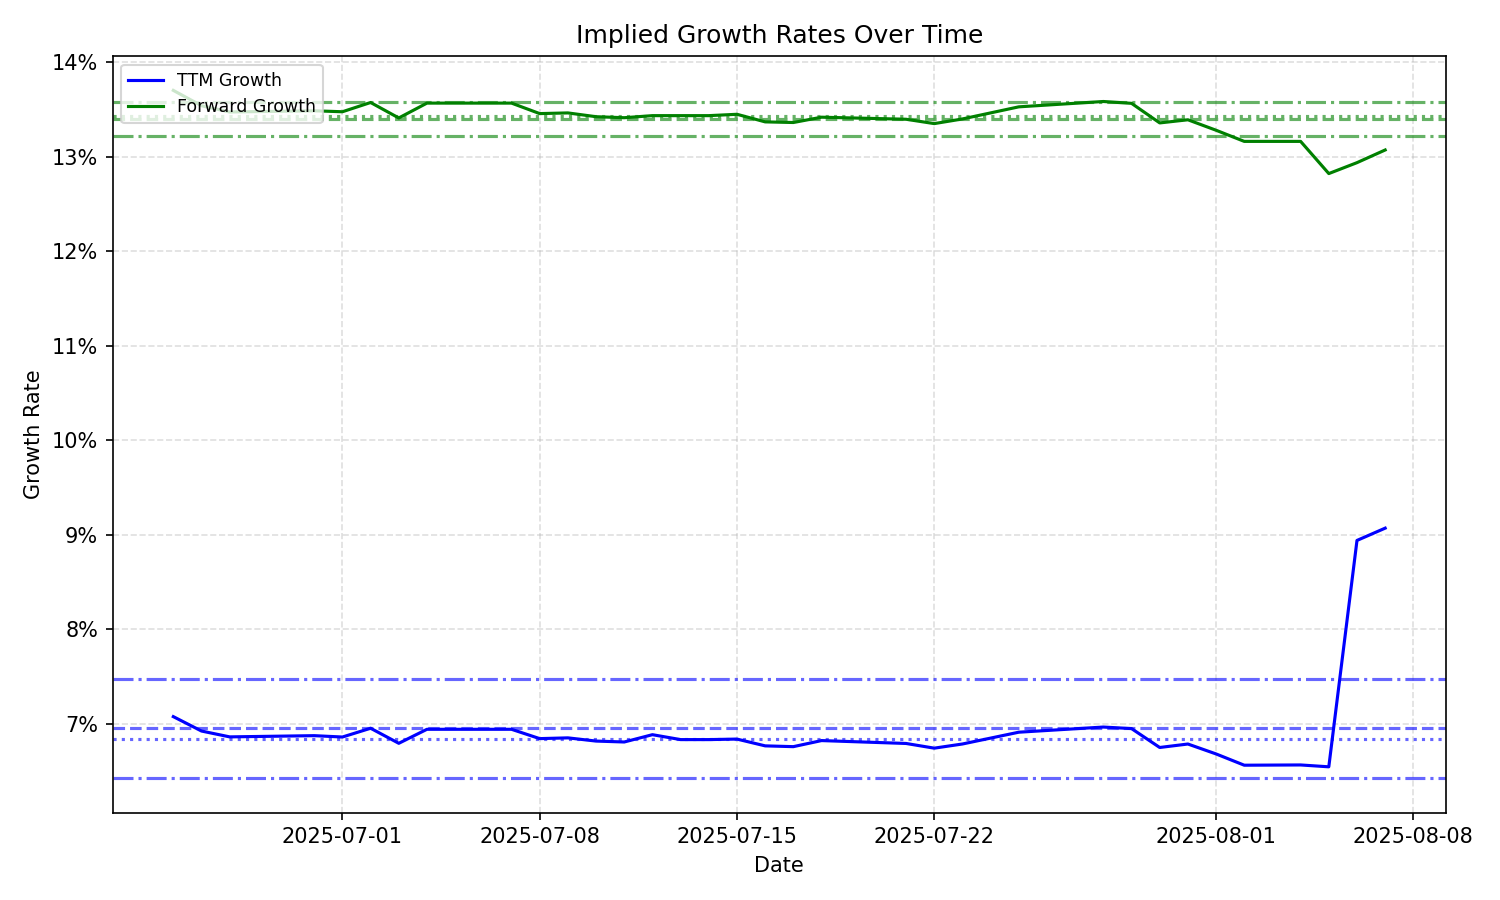 Implied Growth Rates Over Time
TTM Growth
Forward Growth
14%
13%
12%
11%
10%
9%
8%
7%
Growth Rate
2025-07-01
2025-07-08
2025-07-15
2025-07-22
2025-08-01
2025-08-08
Date